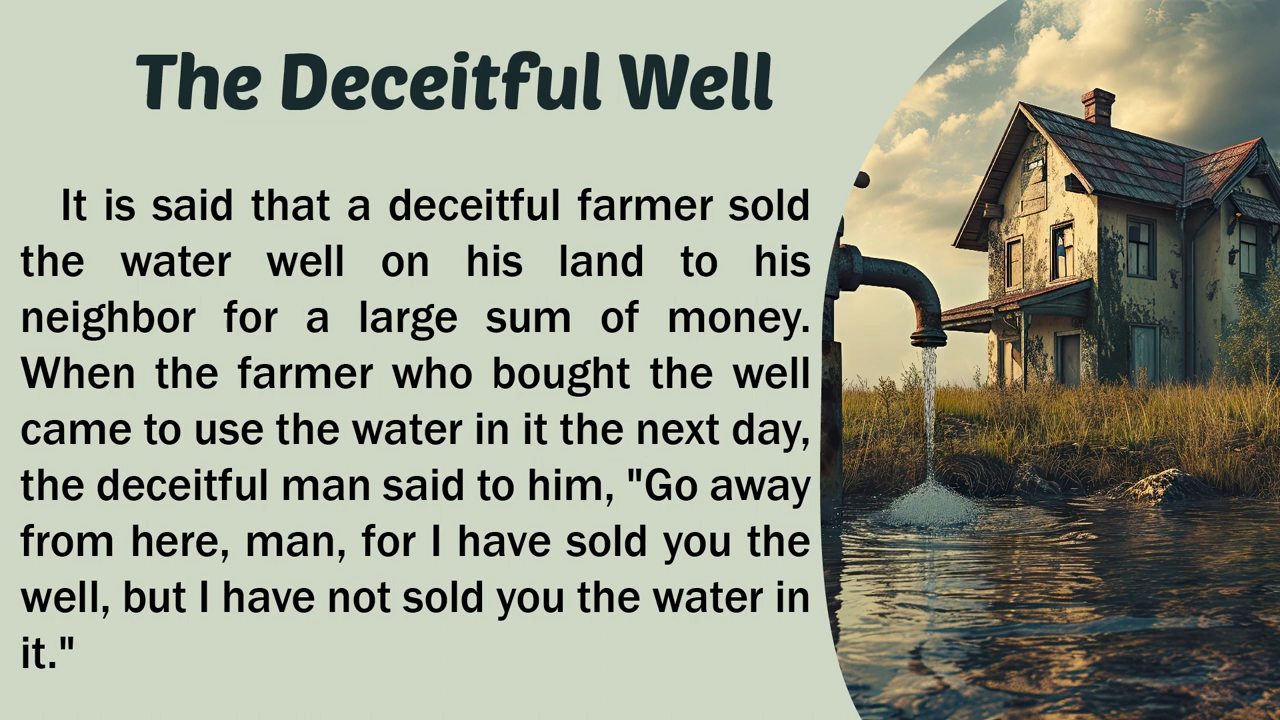 The Deceitful Well
It is said that a deceitful farmer sold
the water well on his land to his
neighbor for a large sum of money.
When the farmer who bought the well
came to use the water in it the next day,
the deceitful man said to him, "Go away
from here, man, for I have sold you the
well, but I have not sold you the water in
it."